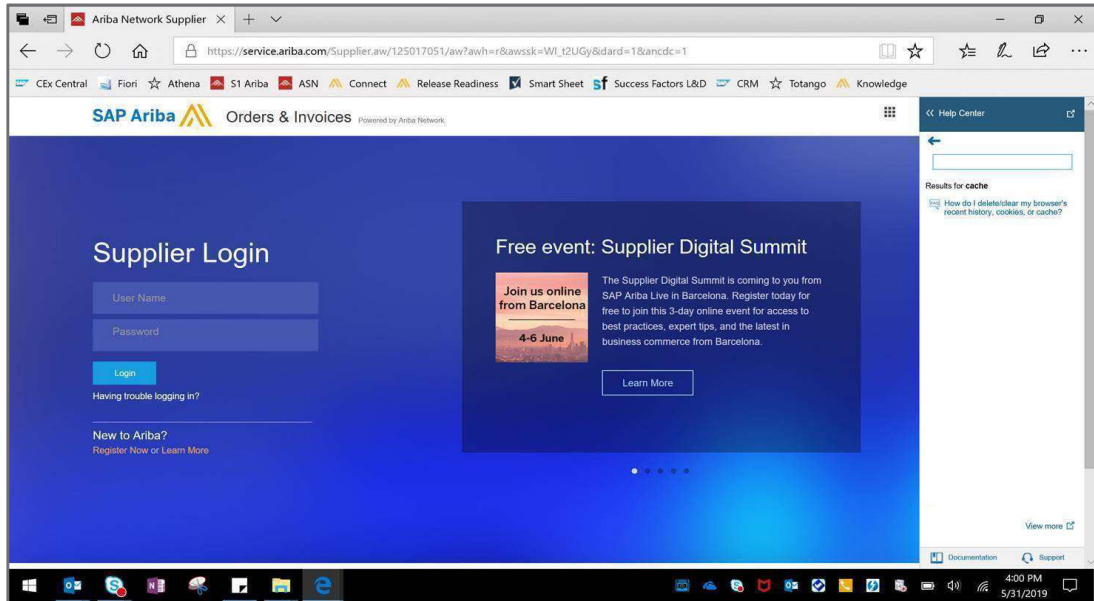 Ariba Network Supplier
https://service.ariba.com/Supplier.aw/125017051/aw?awh=r&awssk=WI_t2UGy&dard=1&ancdc=1
CEx Central Fiori Athena S1 Ariba ASN Connect Release Readiness Smart Sheet Sf Success Factors L&D CRM Totango Knowledge
SAP Ariba Orders & Invoices Powered by Ariba Network
Supplier Login
User Name
Password
Login
Having trouble logging in?
New to Ariba?
Register Now or Learn More
Free event: Supplier Digital Summit
Join us online
from Barcelona
4-6 June
The Supplier Digital Summit is coming to you from
SAP Ariba Live in Barcelona. Register today for
free to join this 3-day online event for access to
best practices, expert tips, and the latest in
business commerce from Barcelona.
Learn More
Help Center
Results for cache
FAQ How do I delete/clear my browser's
recent history, cookies, or cache?
View more
Documentation Support
4:00 PM
5/31/2019